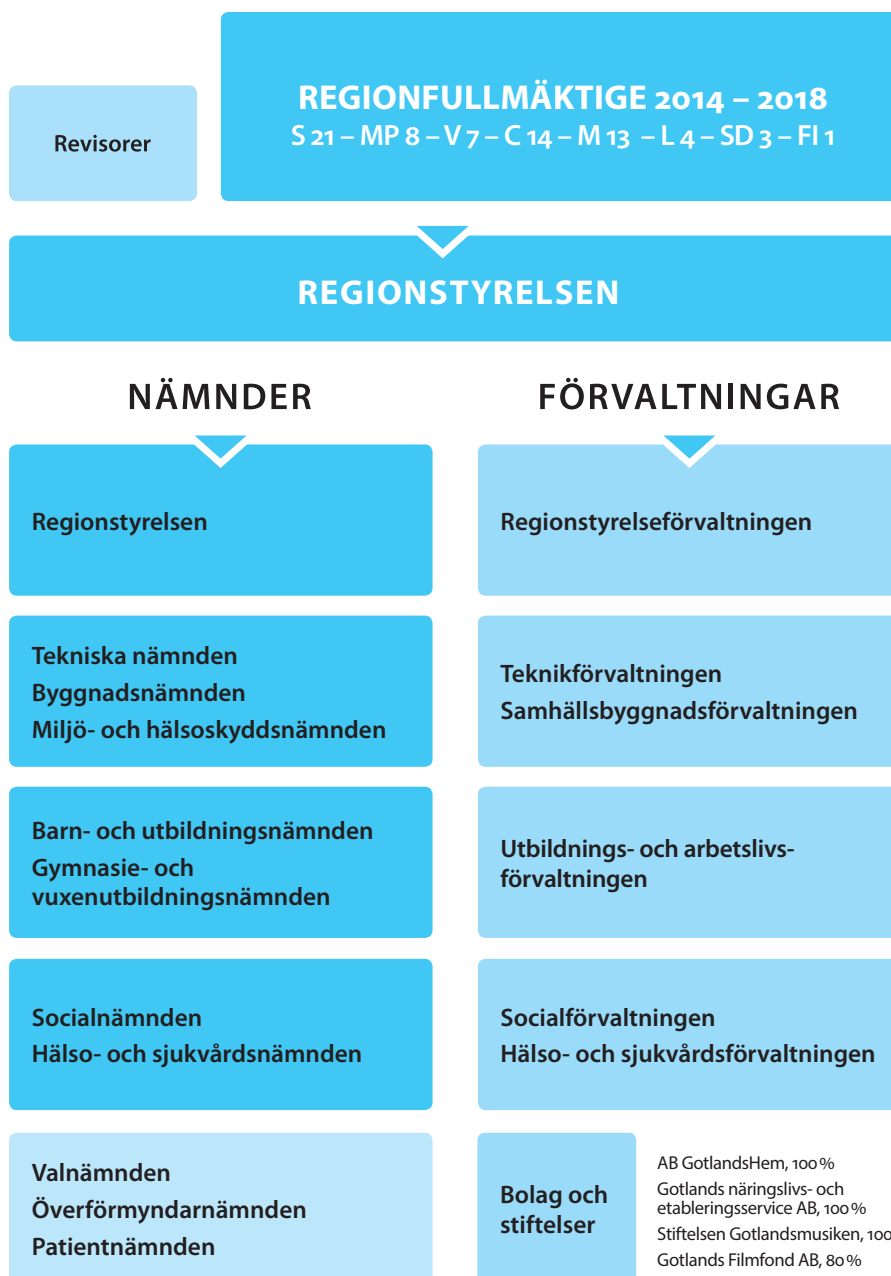 Revisorer
REGIONFULLMÄKTIGE 2014 – 2018
S 21 – MP 8 – V 7 – C 14 – M 13 – L 4 – SD 3 – FI 1
REGIONSTYRELSEN
NÄMNDER
FÖRVALTNINGAR
Regionstyrelsen
Regionstyrelseförvaltningen
Tekniska nämnden
Byggnadsnämnden
Miljö- och hälsoskyddsnämnden
Teknikförvaltningen
Samhällsbyggnadsförvaltningen
Barn- och utbildningsnämnden
Gymnasie- och
vuxenutbildningsnämnden
Utbildnings- och arbetslivs-
förvaltningen
Socialnämnden
Hälso- och sjukvårdsnämnden
Socialförvaltningen
Hälso- och sjukvårdsförvaltningen
Valnämnden
Överförmyndarnämnden
Patientnämnden
Bolag och
stiftelser
AB GotlandsHem, 100 %
Gotlands näringslivs- och
etableringsservice AB, 100 %
Stiftelsen Gotlandsmusiken, 100
Gotlands Filmfond AB, 80 %